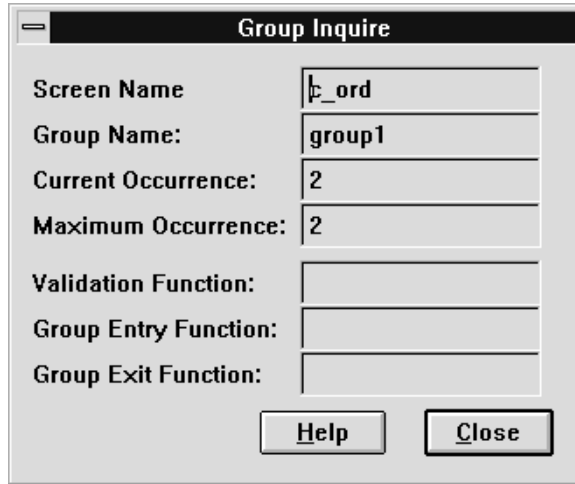 Group Inquire
Screen Name c_ord
Group Name: group1
Current Occurrence: 2
Maximum Occurrence: 2
Validation Function:
Group Entry Function:
Group Exit Function:
Help Close